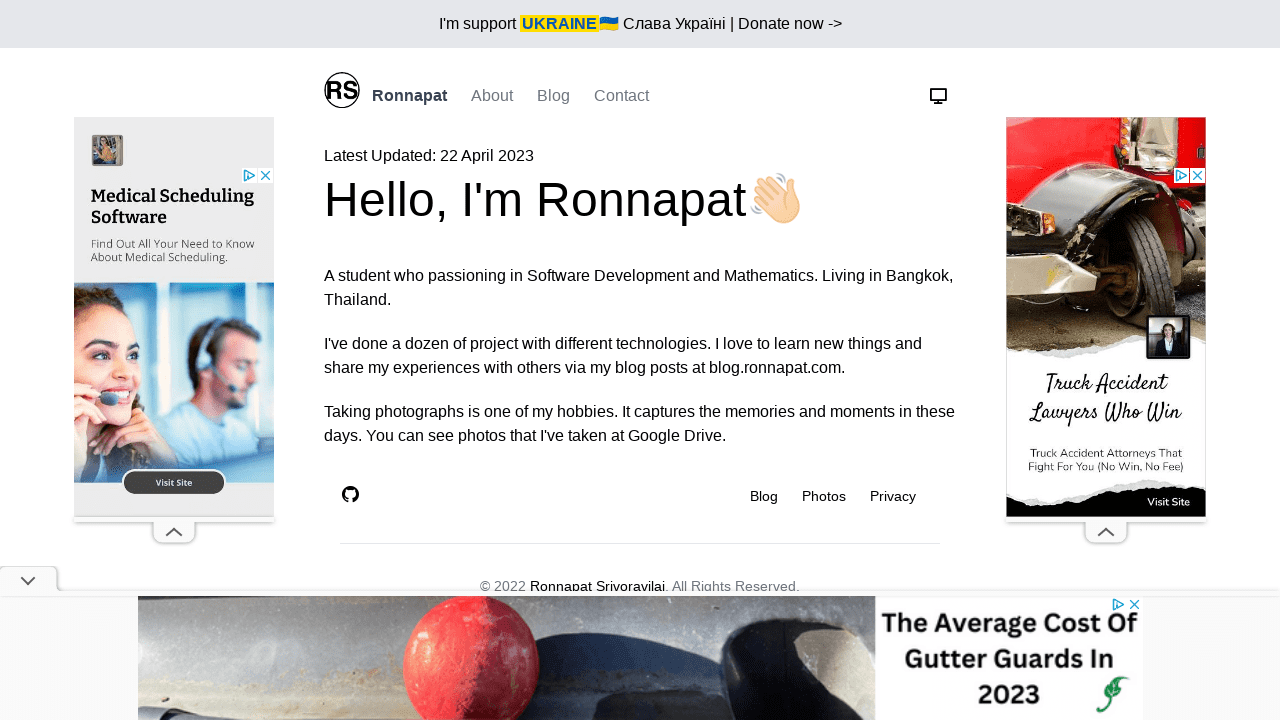 I'm support UKRAINE🇺🇦 Слава Україні | Donate now ->
RS
Ronnapat About Blog Contact
Latest Updated: 22 April 2023
Hello, I'm Ronnapat👋🏻
A student who passioning in Software Development and Mathematics. Living in Bangkok,
Thailand.
I've done a dozen of project with different technologies. I love to learn new things and
share my experiences with others via my blog posts at blog.ronnapat.com.
Taking photographs is one of my hobbies. It captures the memories and moments in these
days. You can see photos that I've taken at Google Drive.
Blog Photos Privacy
© 2022 Ronnapat Srivoravilai. All Rights Reserved.
Medical Scheduling
Software
Find Out All Your Need to Know
About Medical Scheduling.
Visit Site
Truck Accident
Lawyers Who Win
Truck Accident Attorneys That
Fight For You (No Win, No Fee)
Visit Site
The Average Cost Of
Gutter Guards In
2023